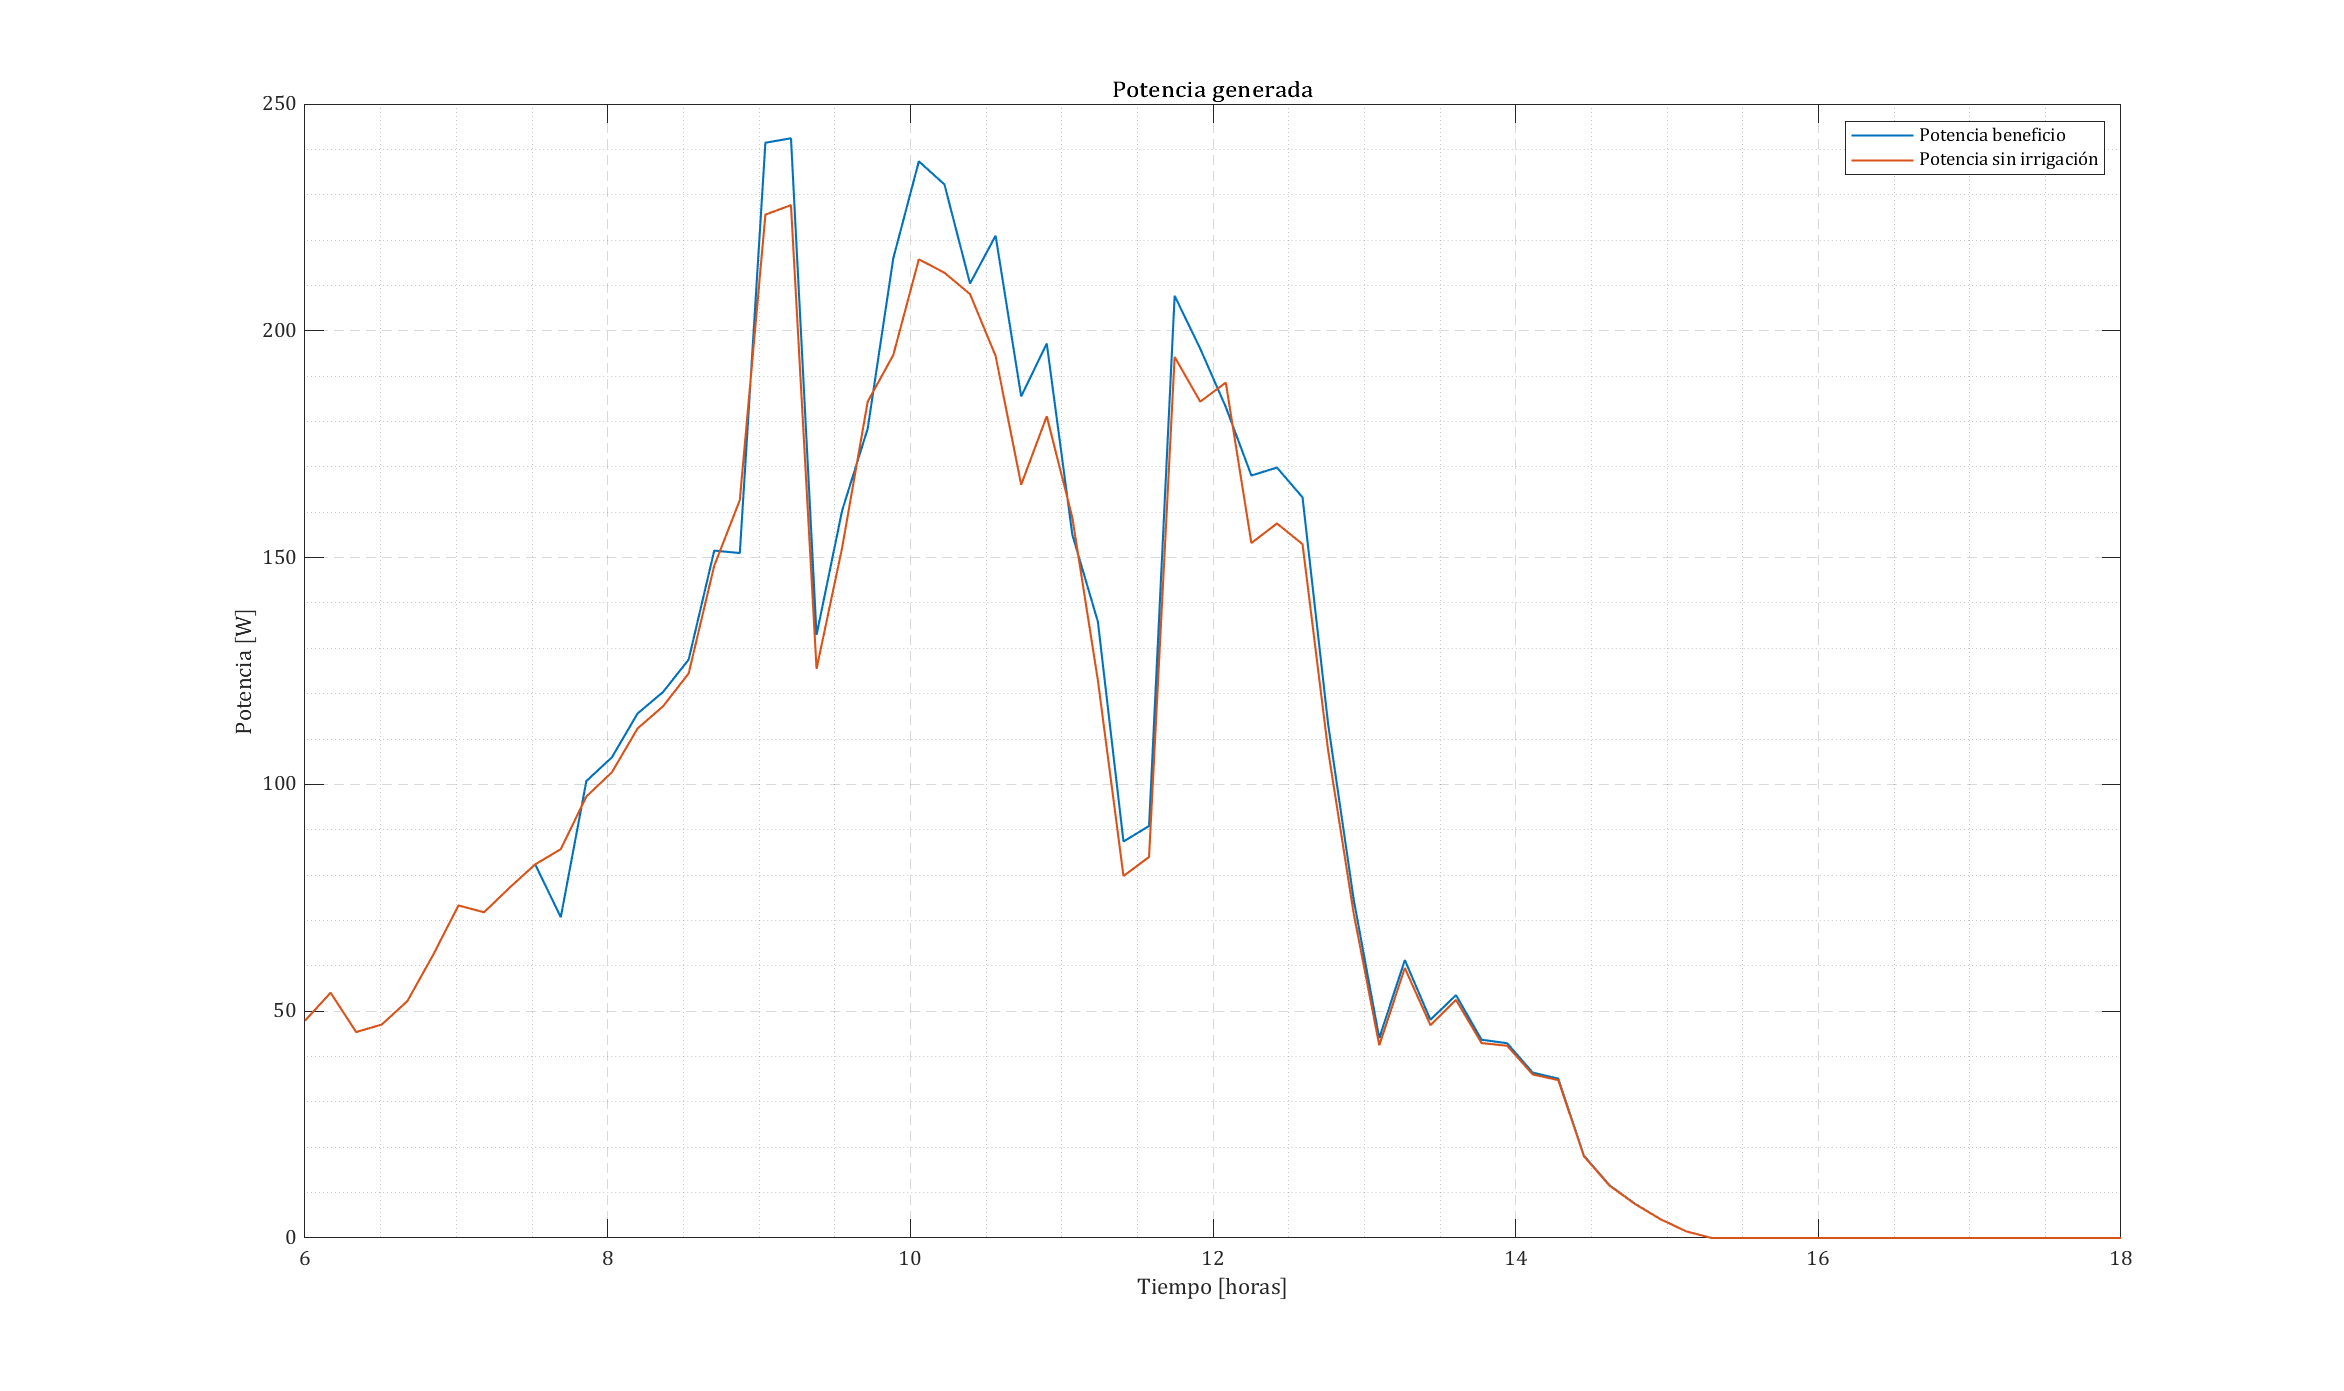 Potencia generada
250
200
150
100
50
0
Potencia [W]
Potencia beneficio
Potencia sin irrigación
6 8 10 12 14 16 18
Tiempo [horas]